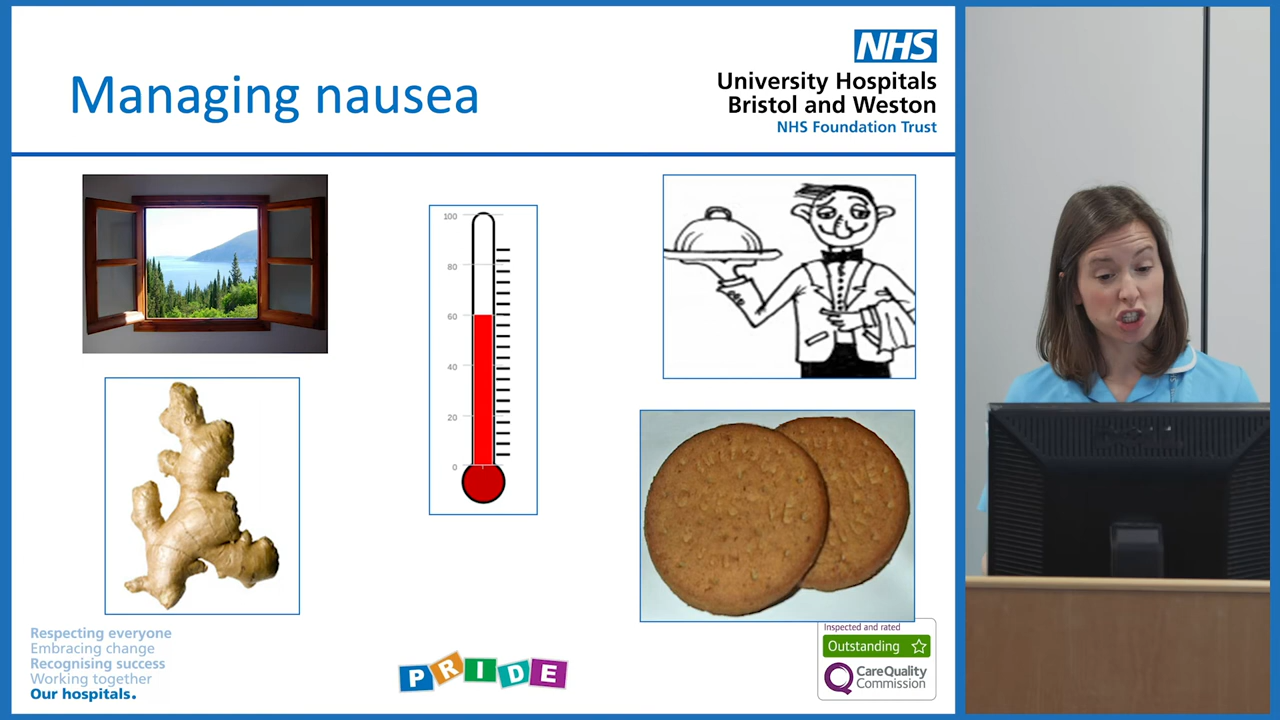 Managing nausea
NHS
University Hospitals
Bristol and Weston
NHS Foundation Trust
100
80
60
40
20
0
Respecting everyone
Embracing change
Recognising success
Working together
Our hospitals.
PRIDE
Inspected and rated
Outstanding
CareQuality
Commission